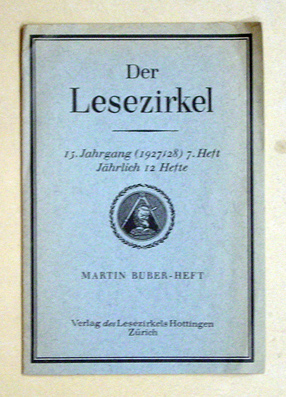 Der
Lesezirkel
15. Jahrgang (1927/28) 7. Heft
Jährlich 12 Hefte
MARTIN BUBER-HEFT
Verlag des Lesezirkels Hottingen
Zürich